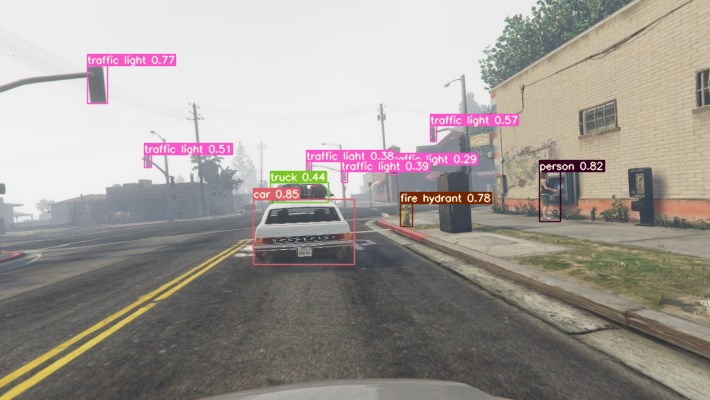 traffic light 0.77
traffic light 0.57
traffic light 0.51
traffic light 0.38
traffic light 0.29
traffic light 0.39
person 0.82
truck 0.44
car 0.85
fire hydrant 0.78